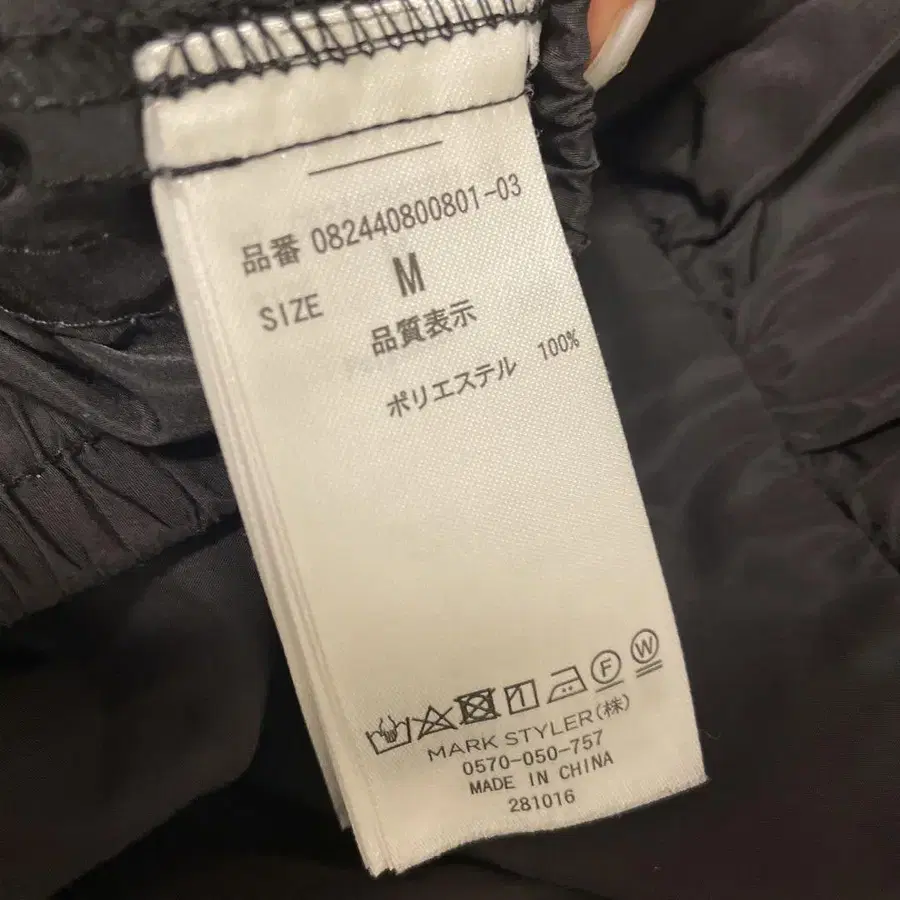 品番 082440800801-03
SIZE M
品質表示
ポリエステル 100%
F W
MARK STYLER(株)
0570-050-757
MADE IN CHINA
281016